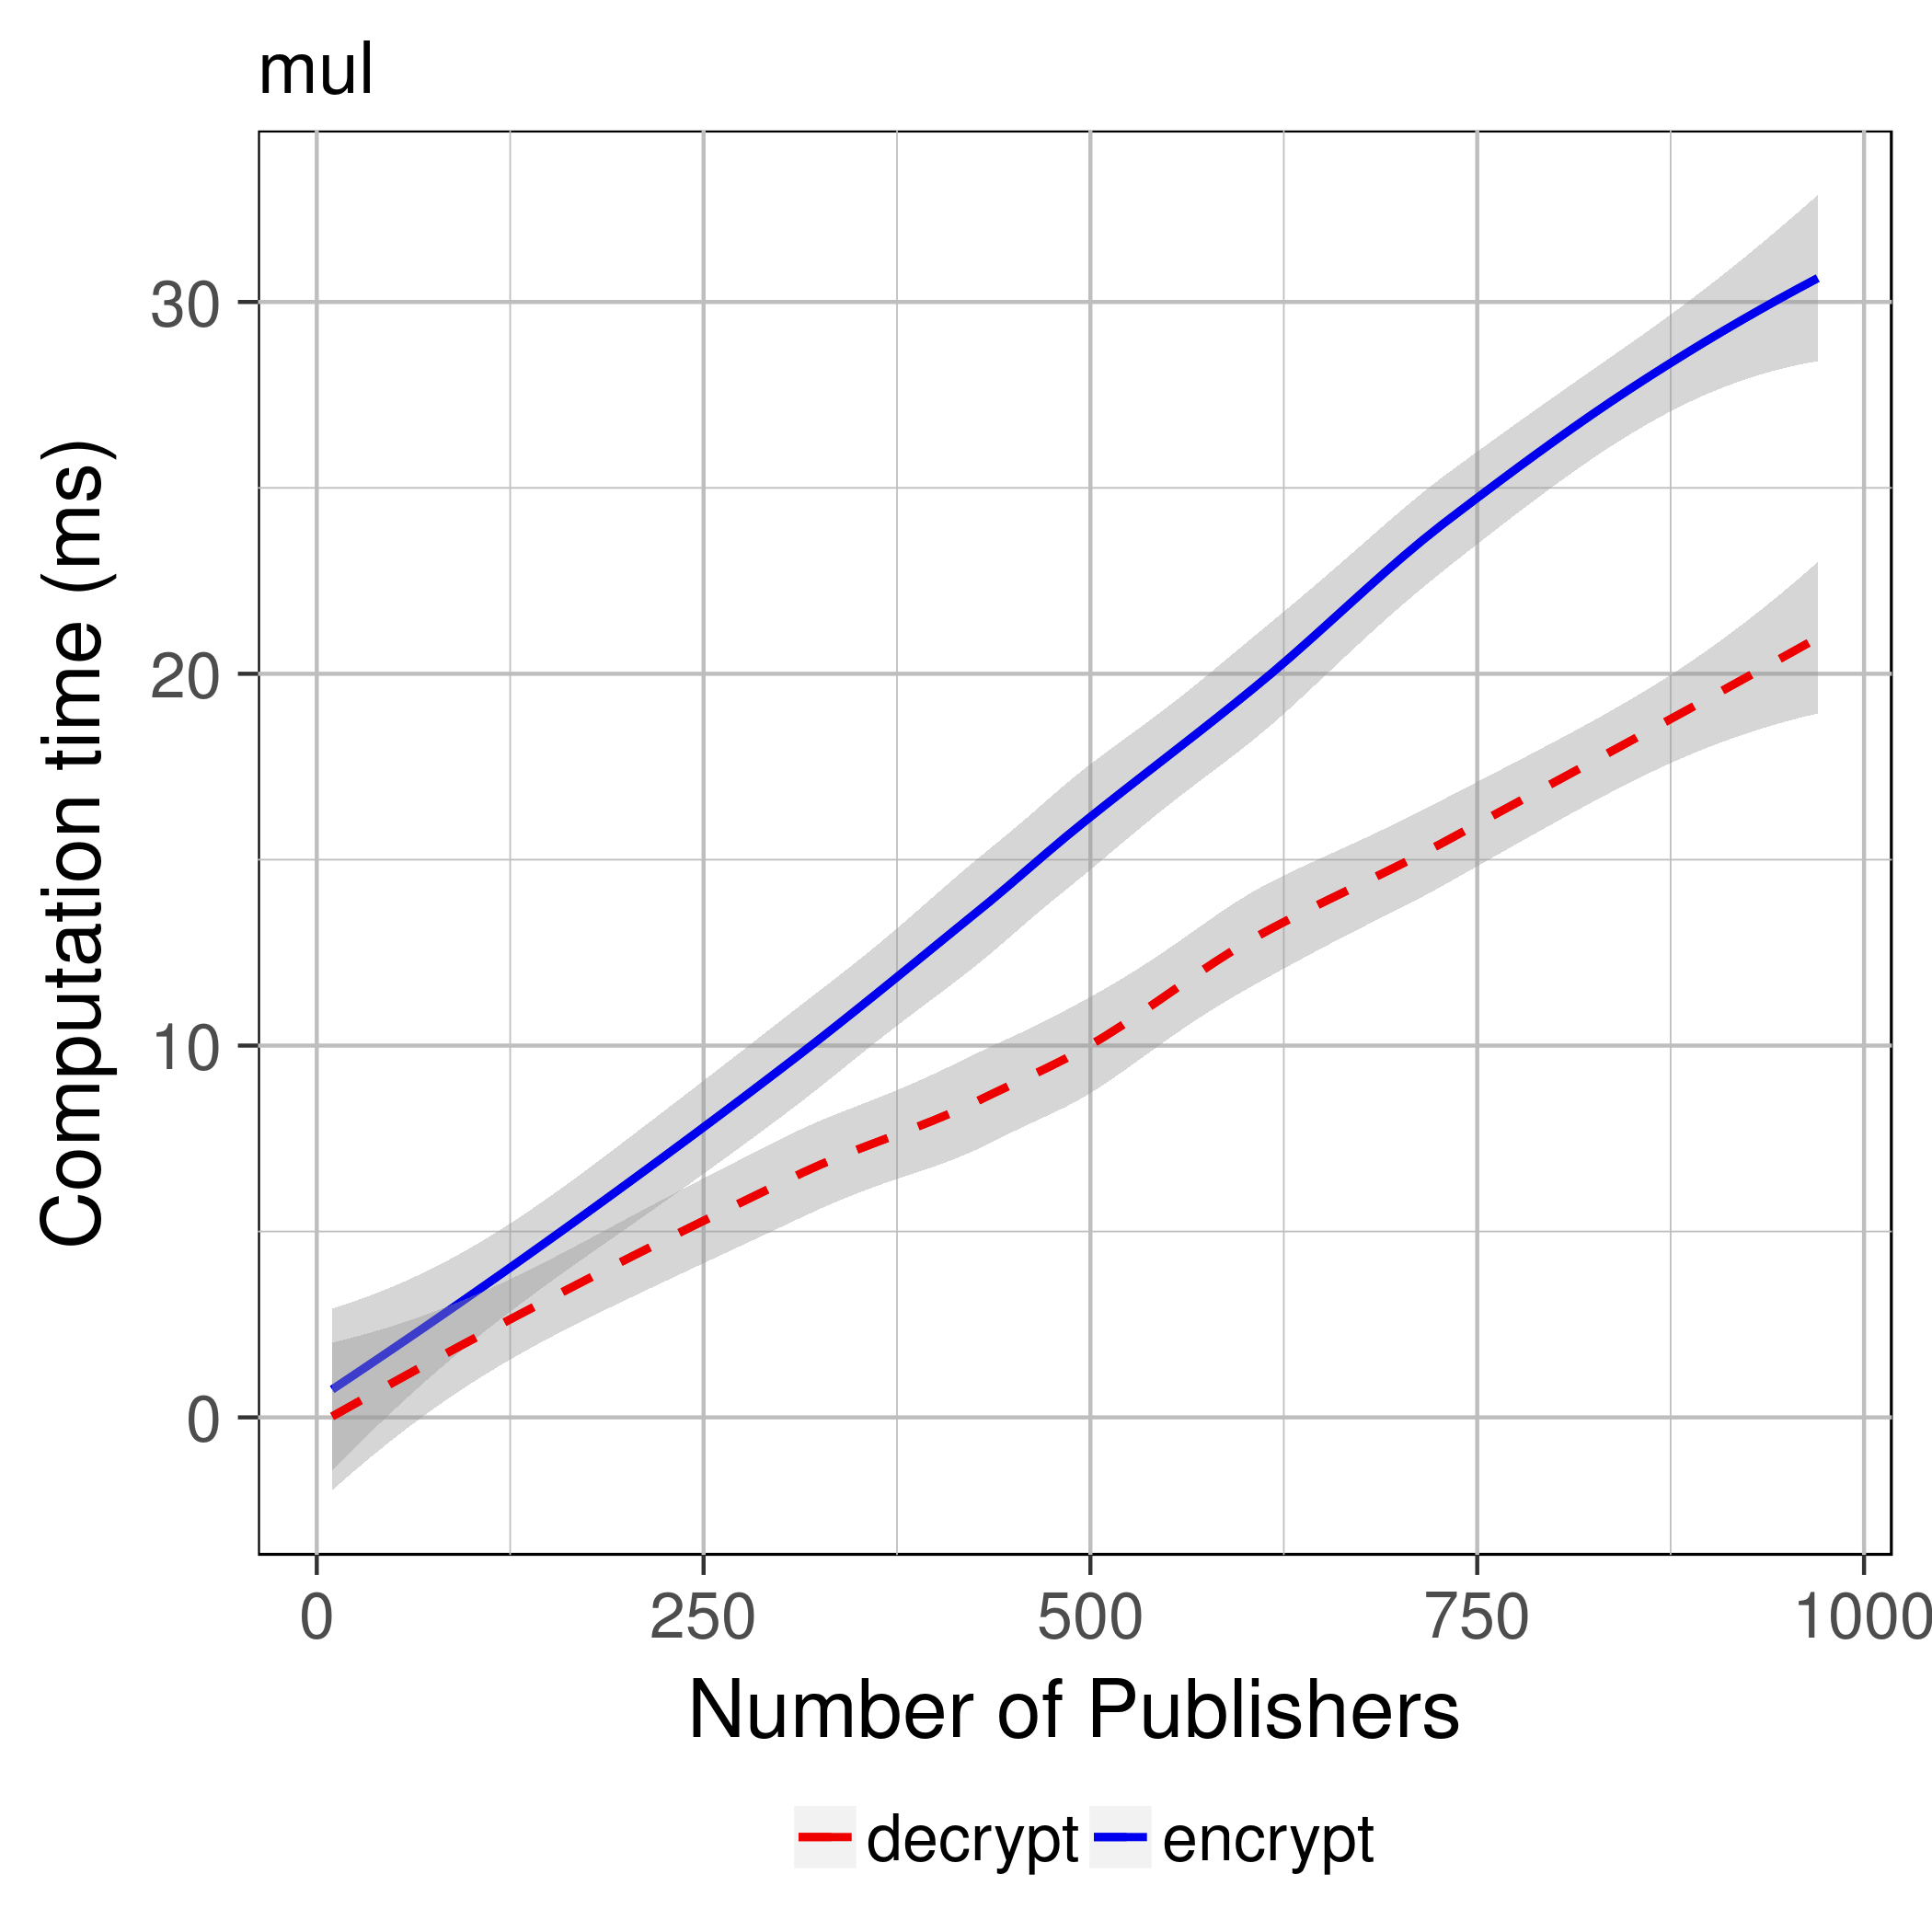 mul
Computation time (ms)
30
20
10
0
0 250 500 750 1000
Number of Publishers
decrypt encrypt